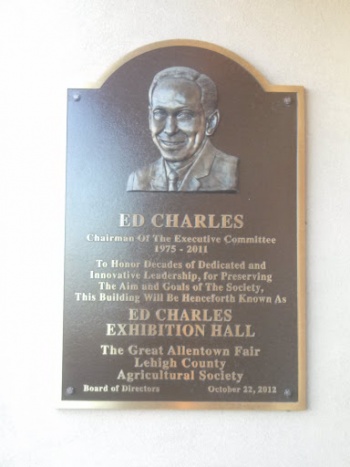 ED CHARLES
Chairman Of The Executive Committee
1975 - 2011
To Honor Decades of Dedicated and
Innovative Leadership, for Preserving
The Aim and Goals of The Society,
This Building Will Be Henceforth Known As
ED CHARLES
EXHIBITION HALL
The Great Allentown Fair
Lehigh County
Agricultural Society
Board of Directors October 22, 2012